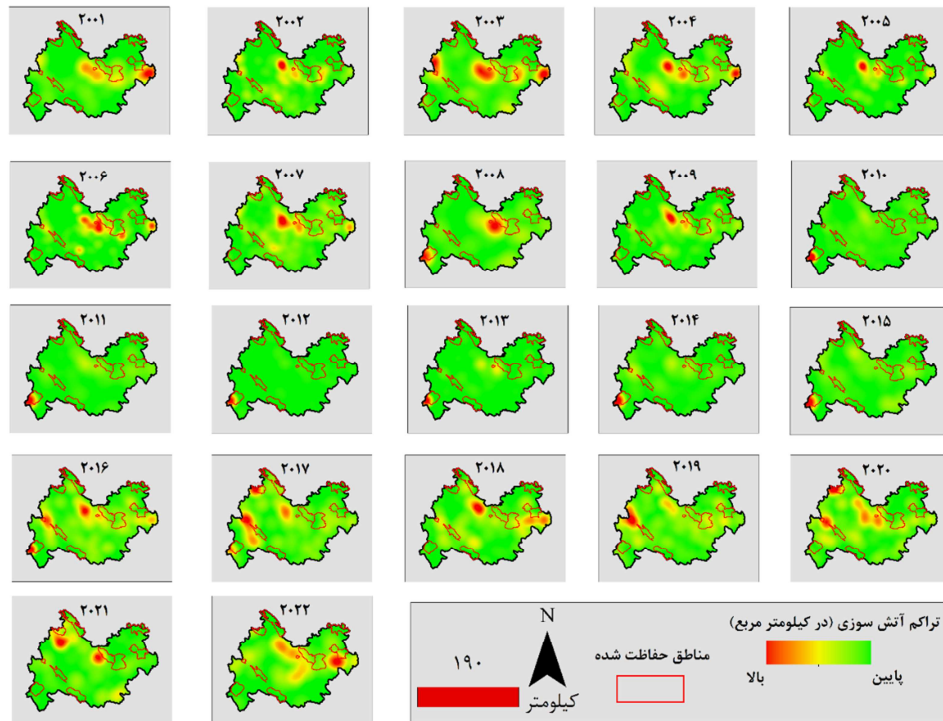 ۲۰۰۱ ۲۰۰۲ ۲۰۰۳ ۲۰۰۴ ۲۰۰۵
۲۰۰۶ ۲۰۰۷ ۲۰۰۸ ۲۰۰۹ ۲۰۱۰
۲۰۱۱ ۲۰۱۲ ۲۰۱۳ ۲۰۱۴ ۲۰۱۵
۲۰۱۶ ۲۰۱۷ ۲۰۱۸ ۲۰۱۹ ۲۰۲۰
۲۰۲۱ ۲۰۲۲
تراکم آتش سوزی (در کیلومتر مربع)
بالا
پایین
مناطق حفاظت شده
N
۱۹۰
کیلومتر